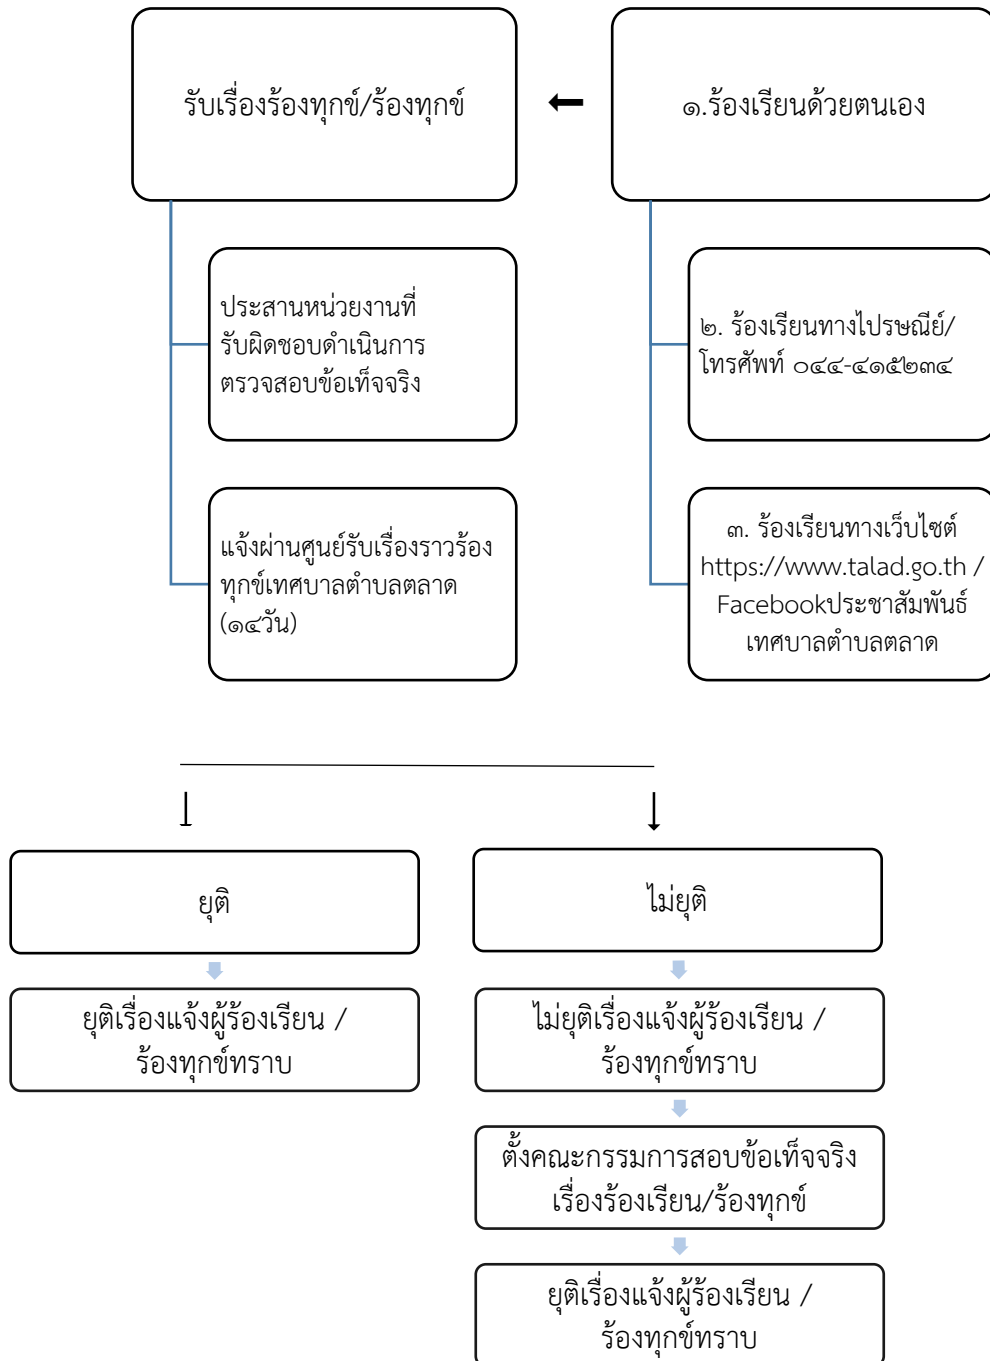 รับเรื่องร้องทุกข์/ร้องทุกข์
๑.ร้องเรียนด้วยตนเอง
ประสานหน่วยงานที่
รับผิดชอบดำเนินการ
ตรวจสอบข้อเท็จจริง
๒. ร้องเรียนทางไปรษณีย์/
โทรศัพท์ ๐๔๔-๔๑๕๒๓๔
แจ้งผ่านศูนย์รับเรื่องราวร้อง
ทุกข์เทศบาลตำบลตลาด
(๑๔วัน)
๓. ร้องเรียนทางเว็บไซต์
https://www.talad.go.th /
Facebookประชาสัมพันธ์
เทศบาลตำบลตลาด
ยุติ
ไม่ยุติ
ยุติเรื่องแจ้งผู้ร้องเรียน /
ร้องทุกข์ทราบ
ไม่ยุติเรื่องแจ้งผู้ร้องเรียน /
ร้องทุกข์ทราบ
ตั้งคณะกรรมการสอบข้อเท็จจริง
เรื่องร้องเรียน/ร้องทุกข์
ยุติเรื่องแจ้งผู้ร้องเรียน /
ร้องทุกข์ทราบ